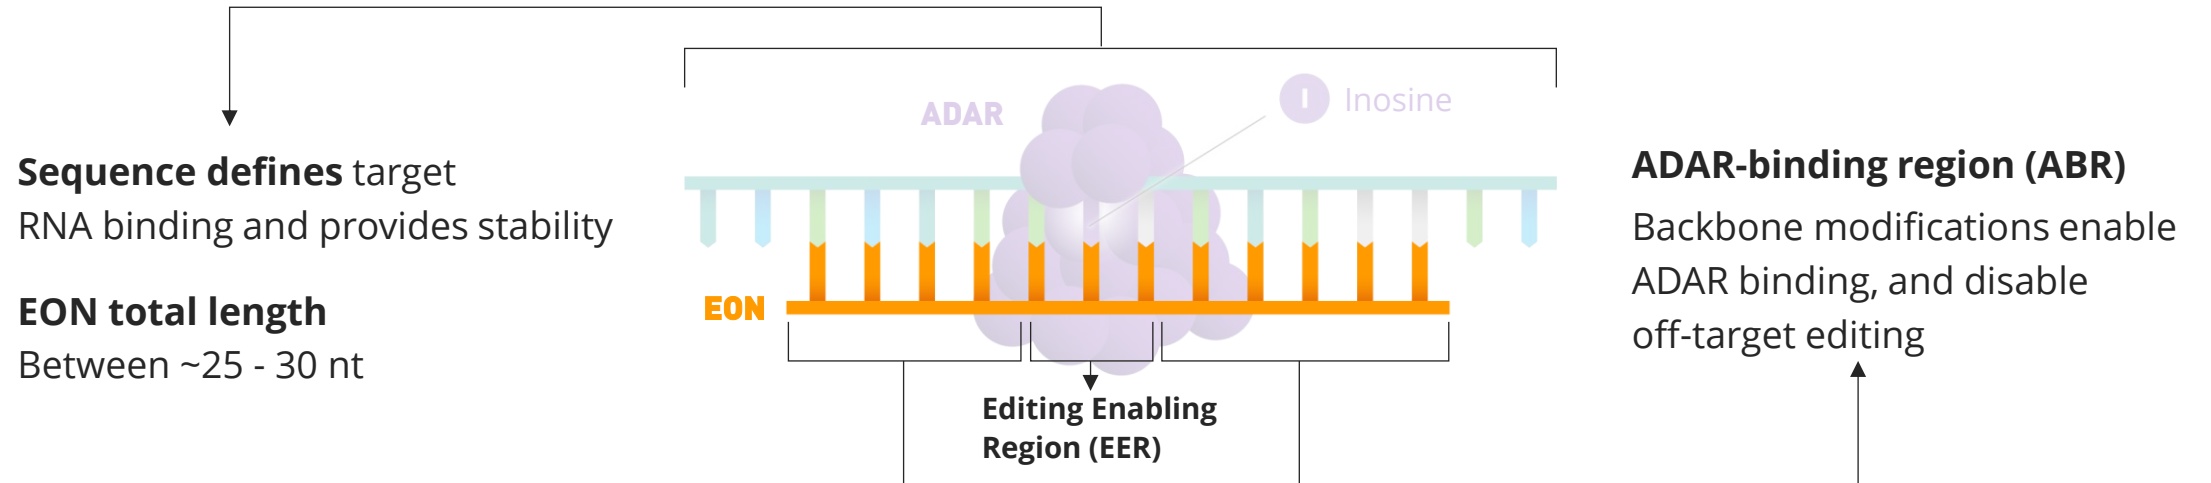 Sequence defines target
RNA binding and provides stability
EON total length
Between ~25 - 30 nt
ADAR
I
Inosine
EON
Editing Enabling
Region (EER)
ADAR-binding region (ABR)
Backbone modifications enable
ADAR binding, and disable
off-target editing